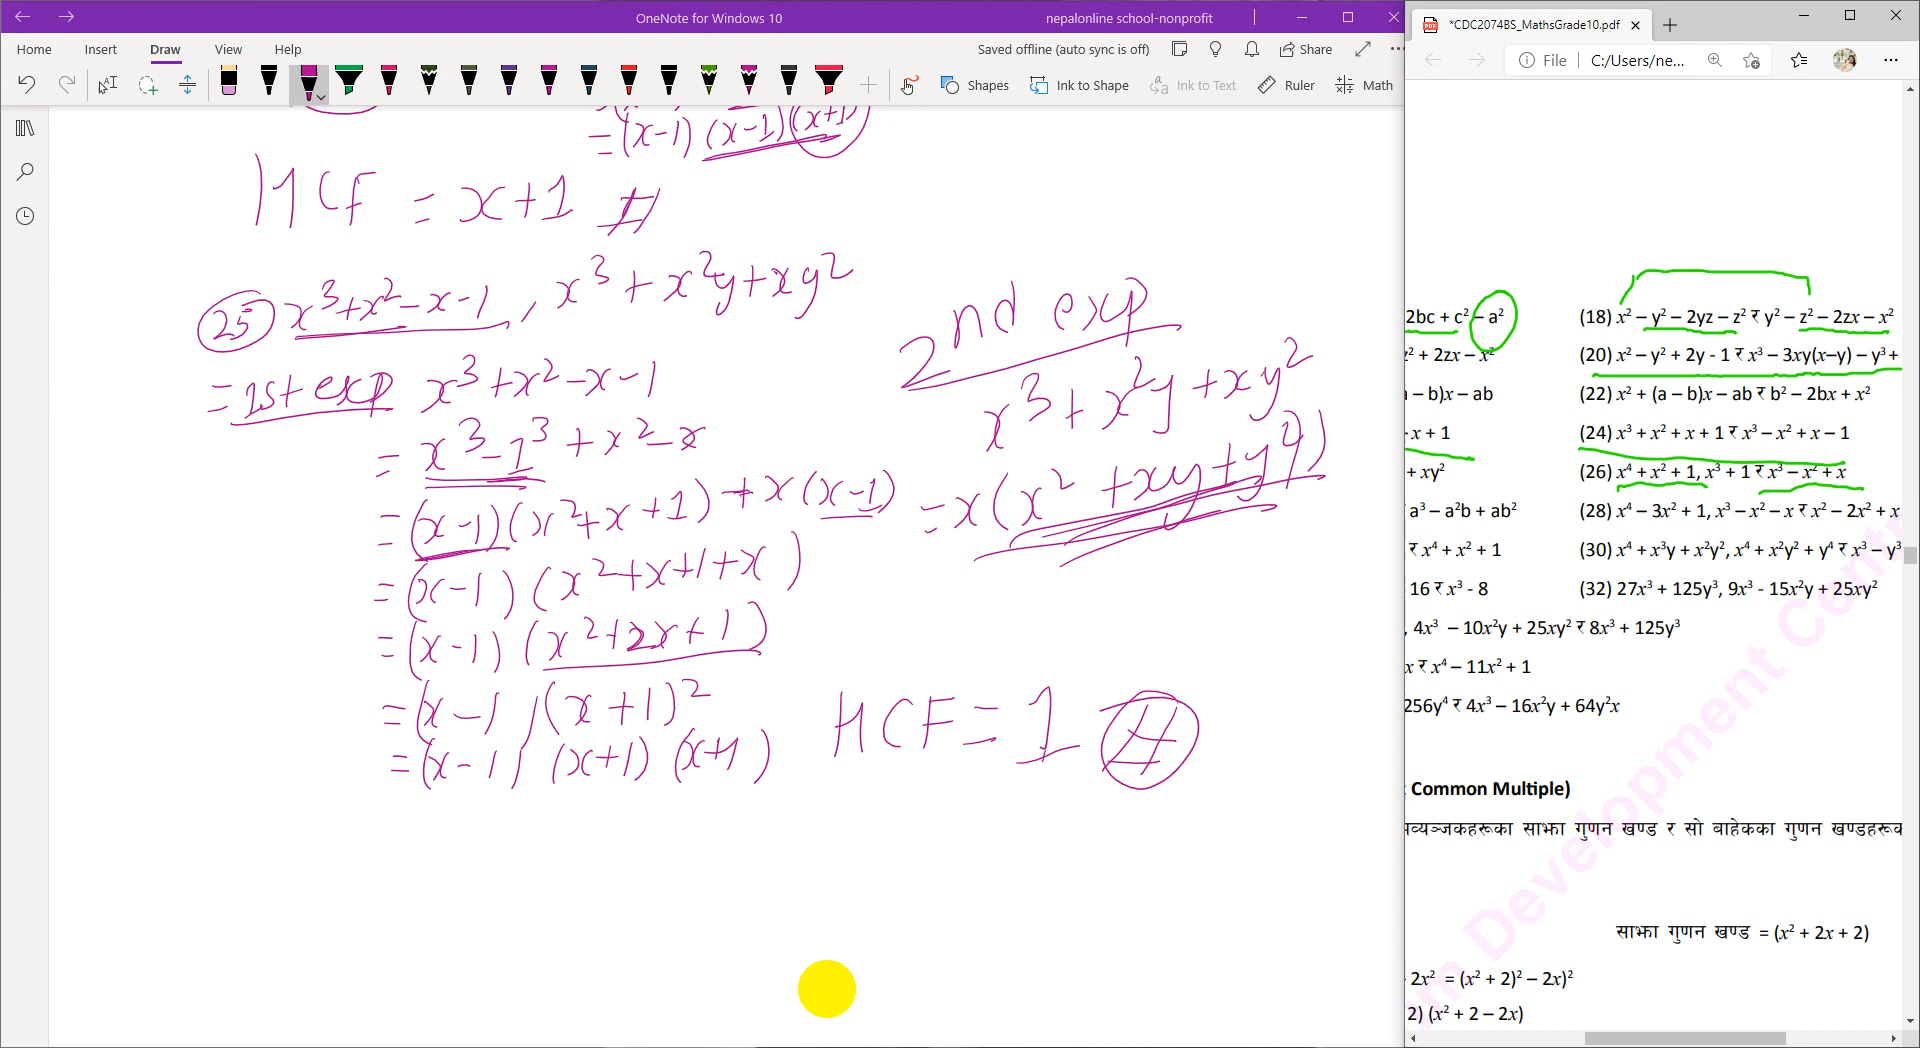 OneNote for Windows 10
nepalonline school-nonprofit
Home Insert Draw View Help
Saved offline (auto sync is off)
Share
Shapes
Ink to Shape
Ink to Text
Ruler
Math
= (x-1) (x-1) (x+1)
HCF = x+1
25 x³+x²-x-1, x³+x²y+xy²
=1st exp x³+x²-x-1
= x³-1³+x²-x
= (x-1)(x²+x+1)+x(x-1)
= (x-1) (x²+x+1+x)
= (x-1) (x²+2x+1)
= (x-1) (x+1)²
= (x-1) (x+1) (x+1)
2nd exp
x³+x²y+xy²
= x(x²+xy+y²)
HCF = 1
*CDC2074BS_MathsGrade10.pdf
File C:/Users/ne...
2bc + c² - a²
(18) x² – y² – 2yz – z² र y² – z² – 2zx – x²
z² + 2zx – x²
(20) x² – y² + 2y - 1 र x³ – 3xy(x–y) – y³ +
– b)x – ab
(22) x² + (a – b)x – ab र b² – 2bx + x²
x + 1
(24) x³ + x² + x + 1 र x³ – x² + x – 1
+ xy²
(26) x⁴ + x² + 1, x³ + 1 र x³ – x² + x
a³ – a²b + ab²
(28) x⁴ – 3x² + 1, x³ – x² – x र x² – 2x² + x
र x⁴ + x² + 1
(30) x⁴ + x³y + x²y², x⁴ + x²y² + y⁴ र x³ – y³
16 र x³ - 8
(32) 27x³ + 125y³, 9x³ - 15x²y + 25xy²
, 4x³ – 10x²y + 25xy² र 8x³ + 125y³
x र x⁴ – 11x² + 1
256y⁴ र 4x³ – 16x²y + 64y²x
Common Multiple)
साझा गुणन खण्ड र सो बाहेकका गुणन
साझा गुणन खण्ड = (x² + 2x + 2)
2x² = (x² + 2)² – 2x)²
2) (x² + 2 – 2x)
Development Centr